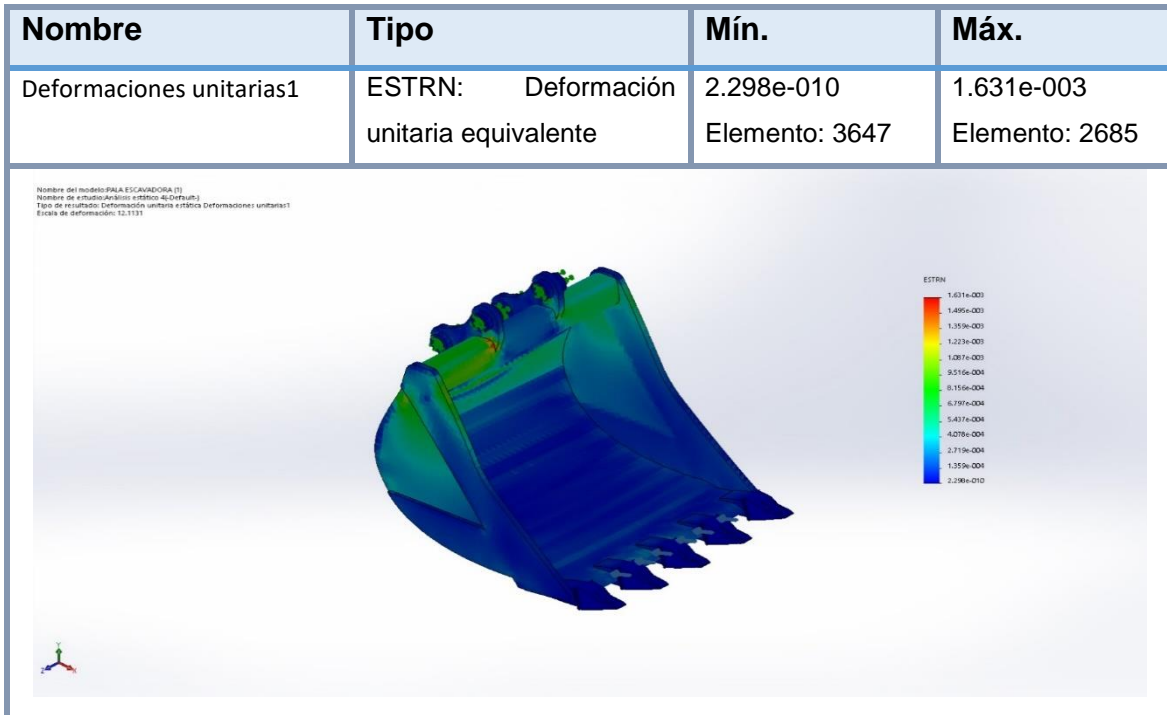 Nombre Tipo Mín. Máx.
Deformaciones unitarias1 ESTRN: Deformación 2.298e-010 1.631e-003
unitaria equivalente Elemento: 3647 Elemento: 2685
Nombre del modelo:PALA ESCAVADORA (1)
Nombre de estudio:Análisis estático 4(-Default-)
Tipo de resultado: Deformación unitaria estática Deformaciones unitarias1
Escala de deformación: 12.1131
ESTRN
1.631e-003
1.495e-003
1.359e-003
1.223e-003
1.087e-003
9.516e-004
8.156e-004
6.797e-004
5.437e-004
4.078e-004
2.719e-004
1.359e-004
2.298e-010
Y
Z X